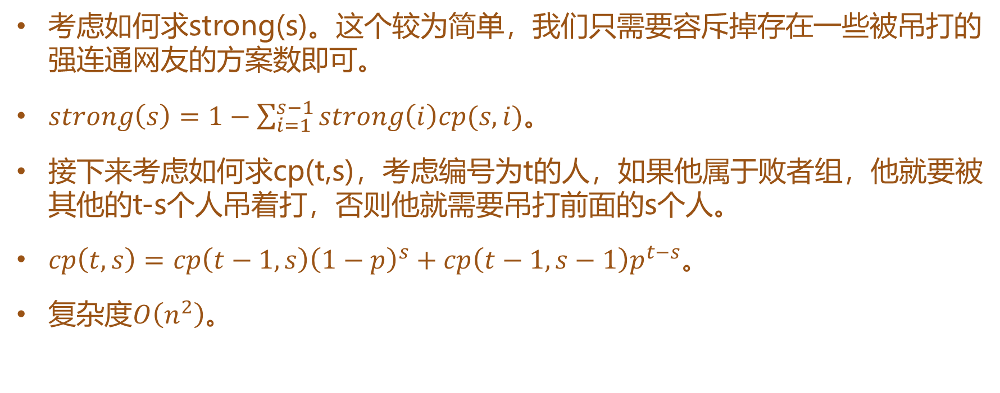 • 考虑如何求strong(s)。这个较为简单，我们只需要容斥掉存在一些被吊打的
强连通网友的方案数即可。
• $strong(s) = 1 - \sum_{i=1}^{s-1} strong(i)cp(s,i)$。
• 接下来考虑如何求cp(t,s)，考虑编号为t的人，如果他属于败者组，他就要被
其他的t-s个人吊着打，否则他就需要吊打前面的s个人。
• $cp(t,s) = cp(t-1,s)(1-p)^s + cp(t-1,s-1)p^{t-s}$。
• 复杂度$O(n^2)$。